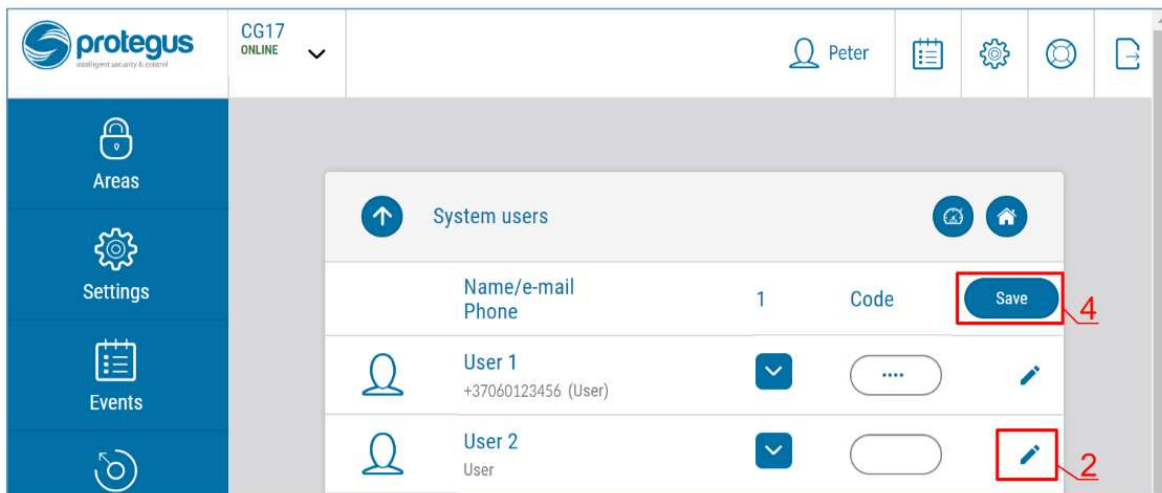 protegus
intelligent security & control
CG17
ONLINE
Peter
Areas
System users
Settings
Name/e-mail
Phone
1
Code
Save
4
User 1
+37060123456 (User)
....
Events
User 2
User
2